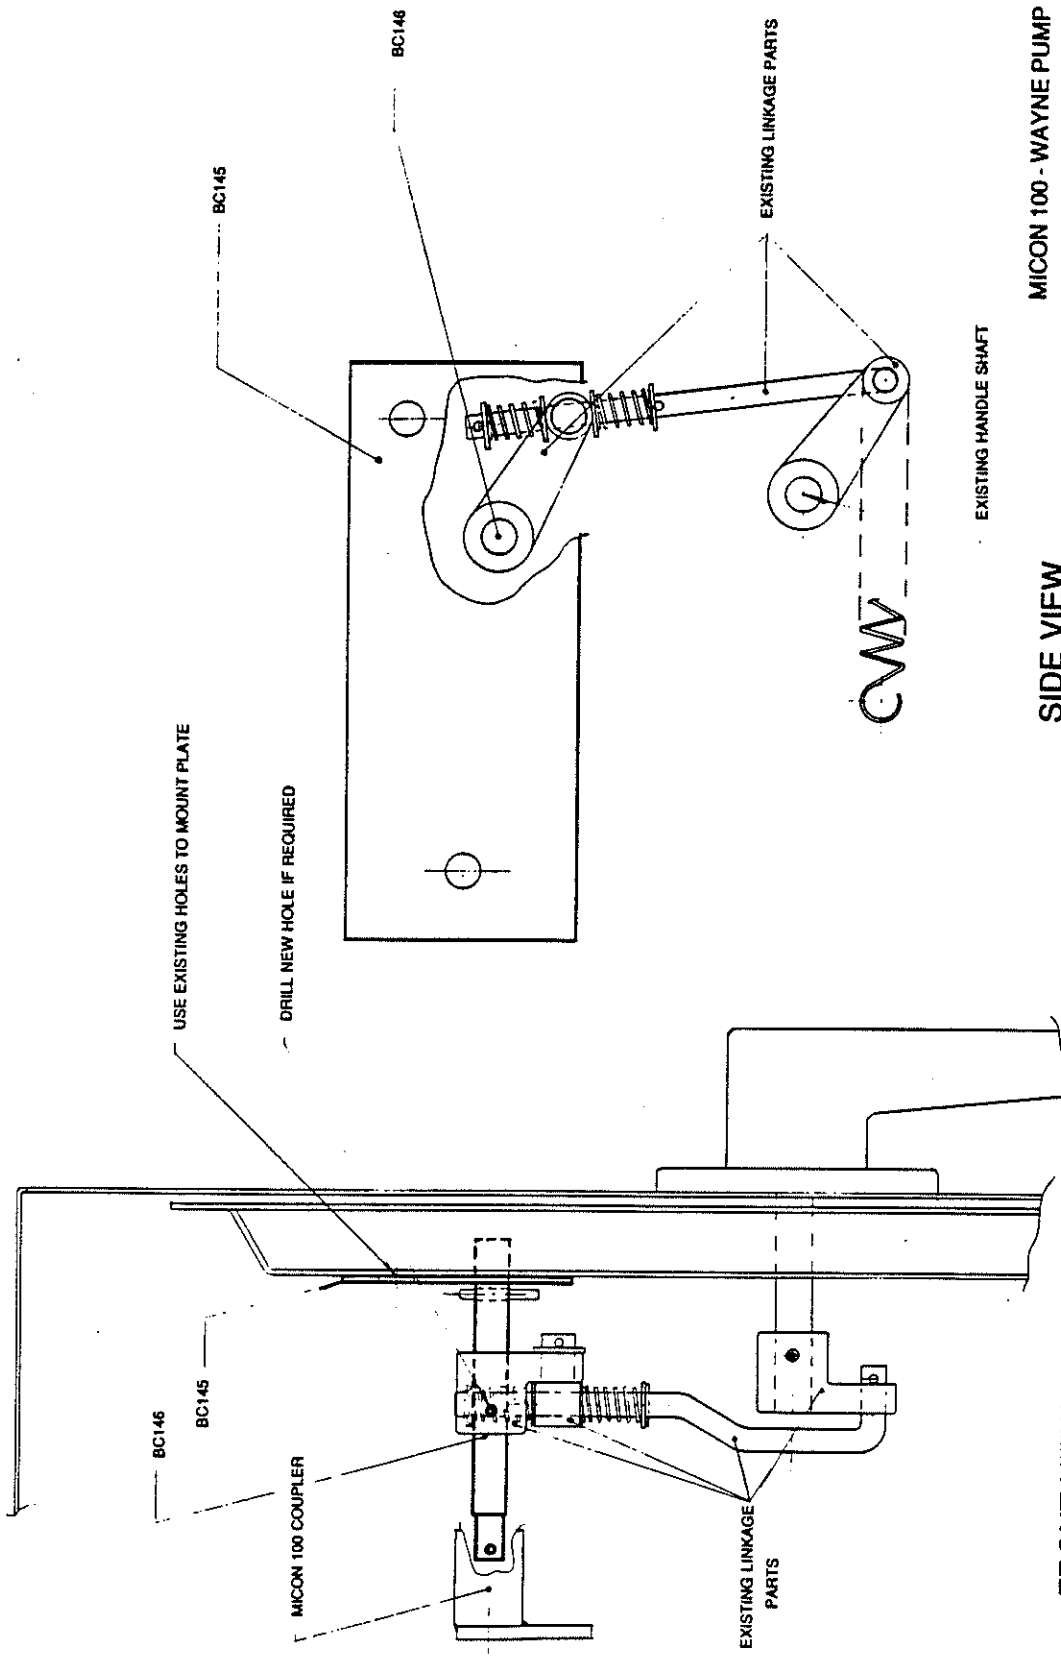 BC146
BC145
EXISTING LINKAGE PARTS
EXISTING HANDLE SHAFT
MICON 100 - WAYNE PUMP
SIDE VIEW
USE EXISTING HOLES TO MOUNT PLATE
DRILL NEW HOLE IF REQUIRED
BC146
BC145
MICON 100 COUPLER
EXISTING LINKAGE
PARTS